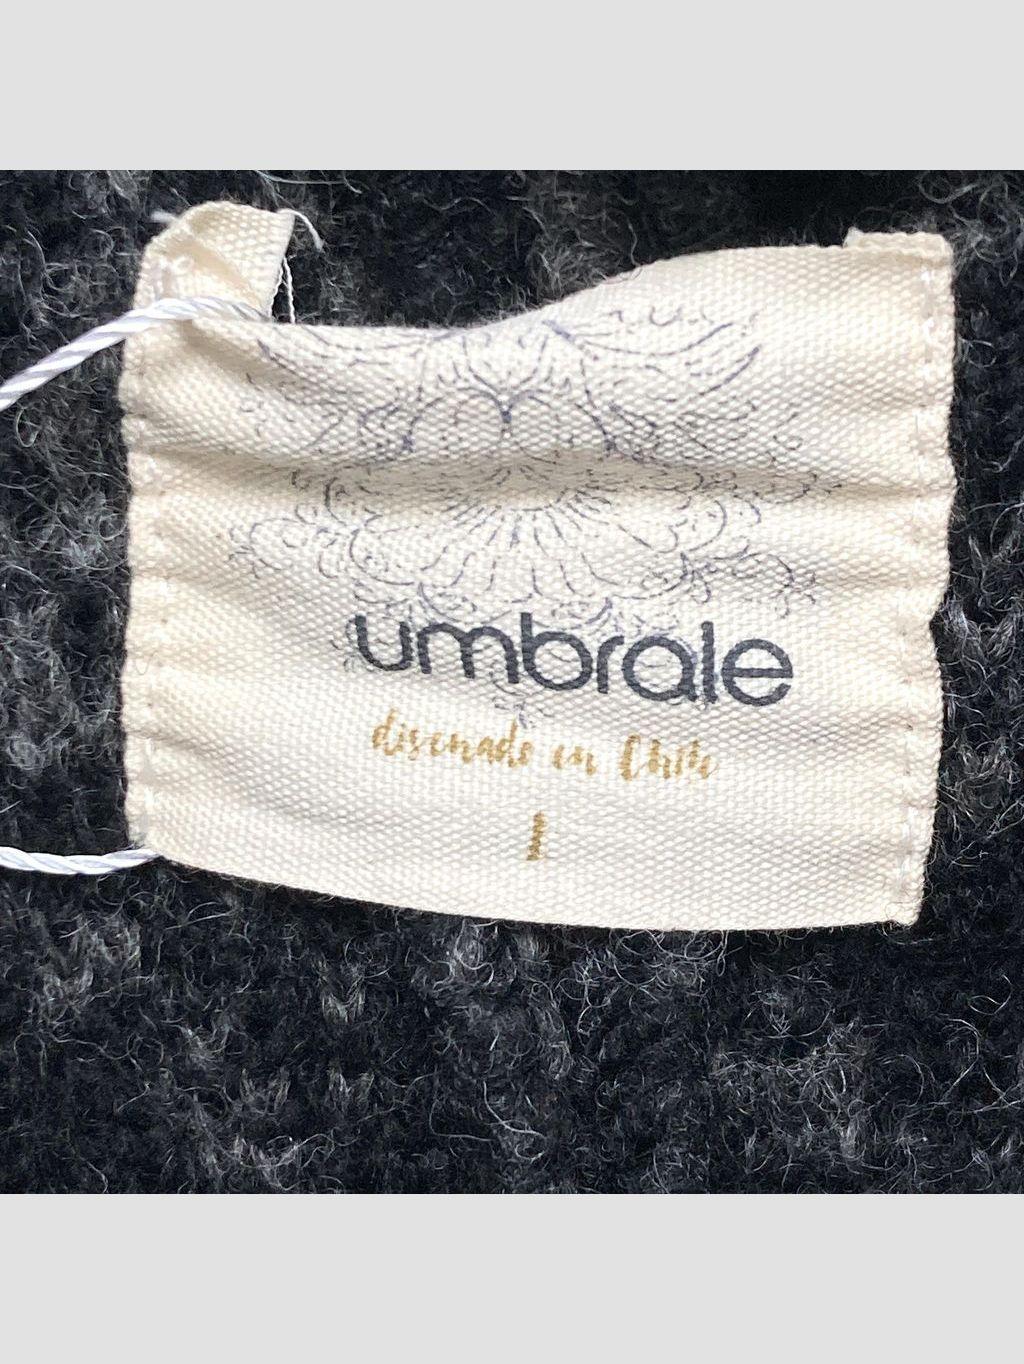 umbrale
diseñado en Chile
I